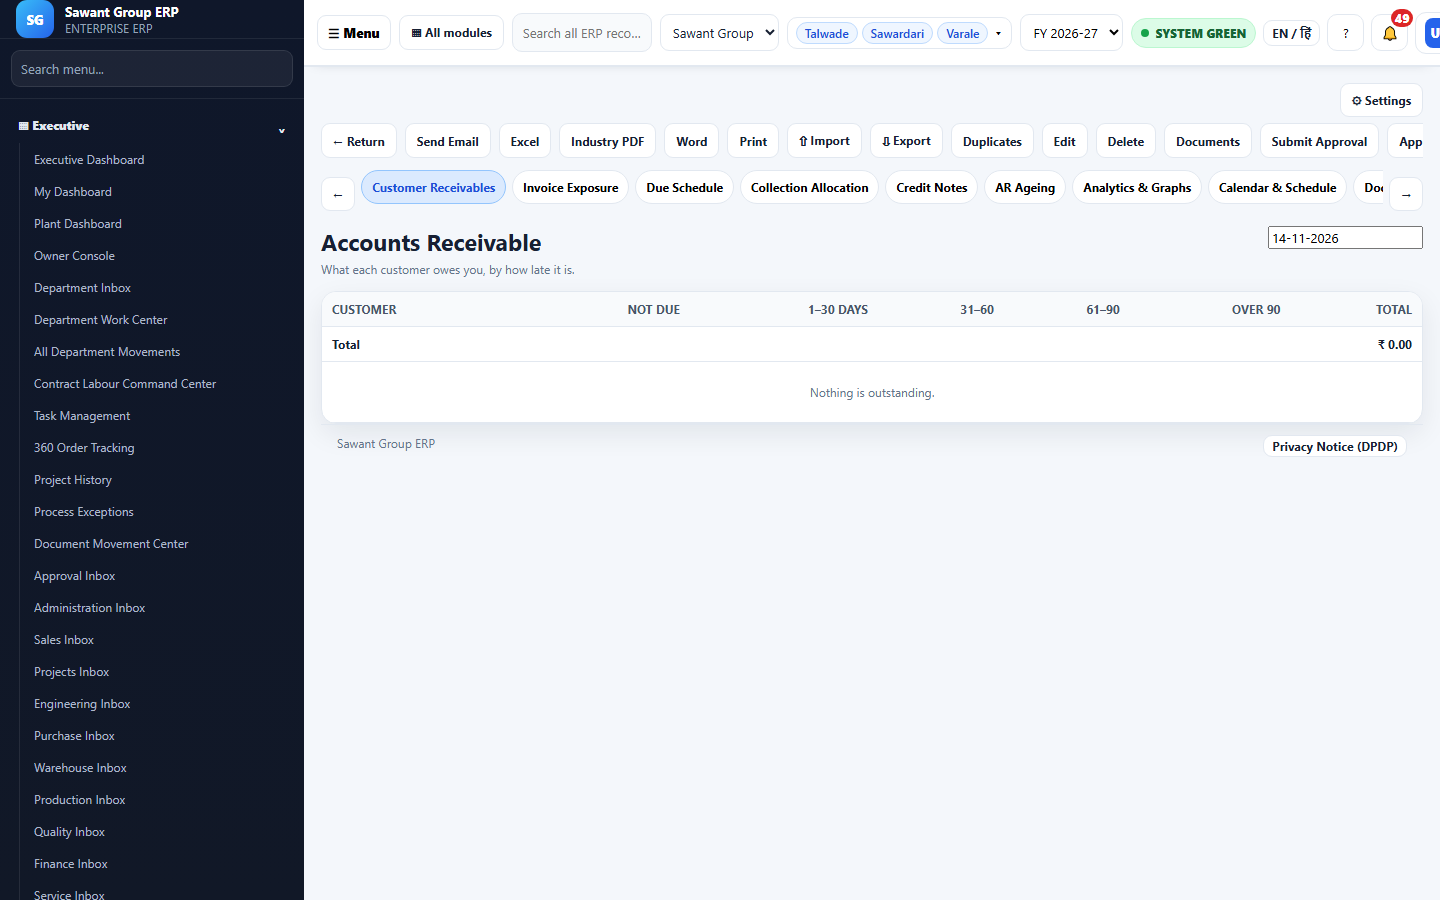 SG
Sawant Group ERP
ENTERPRISE ERP
Search menu...
Executive
Executive Dashboard
My Dashboard
Plant Dashboard
Owner Console
Department Inbox
Department Work Center
All Department Movements
Contract Labour Command Center
Task Management
360 Order Tracking
Project History
Process Exceptions
Document Movement Center
Approval Inbox
Administration Inbox
Sales Inbox
Projects Inbox
Engineering Inbox
Purchase Inbox
Warehouse Inbox
Production Inbox
Quality Inbox
Finance Inbox
Service Inbox
☰ Menu
All modules
Search all ERP reco...
Sawant Group
Talwade Sawardari Varale
FY 2026-27
SYSTEM GREEN
EN / हिं
?
49
U
⚙ Settings
← Return
Send Email
Excel
Industry PDF
Word
Print
⇧ Import
⇩ Export
Duplicates
Edit
Delete
Documents
Submit Approval
App
←
Customer Receivables
Invoice Exposure
Due Schedule
Collection Allocation
Credit Notes
AR Ageing
Analytics & Graphs
Calendar & Schedule
→
Accounts Receivable
14-11-2026
What each customer owes you, by how late it is.
CUSTOMER NOT DUE 1–30 DAYS 31–60 61–90 OVER 90 TOTAL
Total ₹ 0.00
Nothing is outstanding.
Sawant Group ERP
Privacy Notice (DPDP)